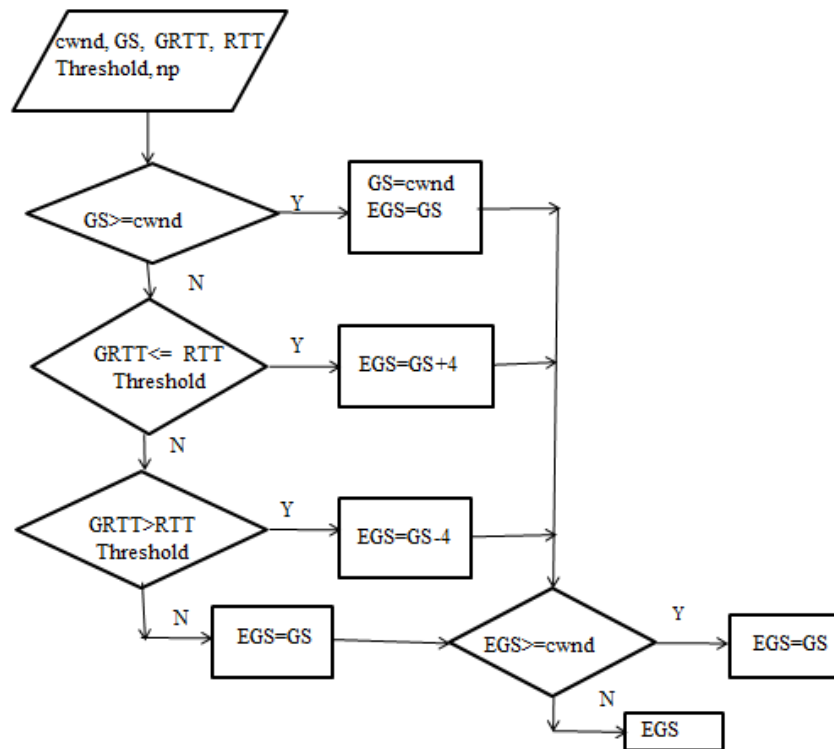 cwnd, GS, GRTT, RTT
Threshold, np
GS>=cwnd
Y
GS=cwnd
EGS=GS
N
GRTT<= RTT
Threshold
Y
EGS=GS+4
N
GRTT>RTT
Threshold
Y
EGS=GS-4
N
EGS=GS
EGS>=cwnd
Y
EGS=GS
N
EGS